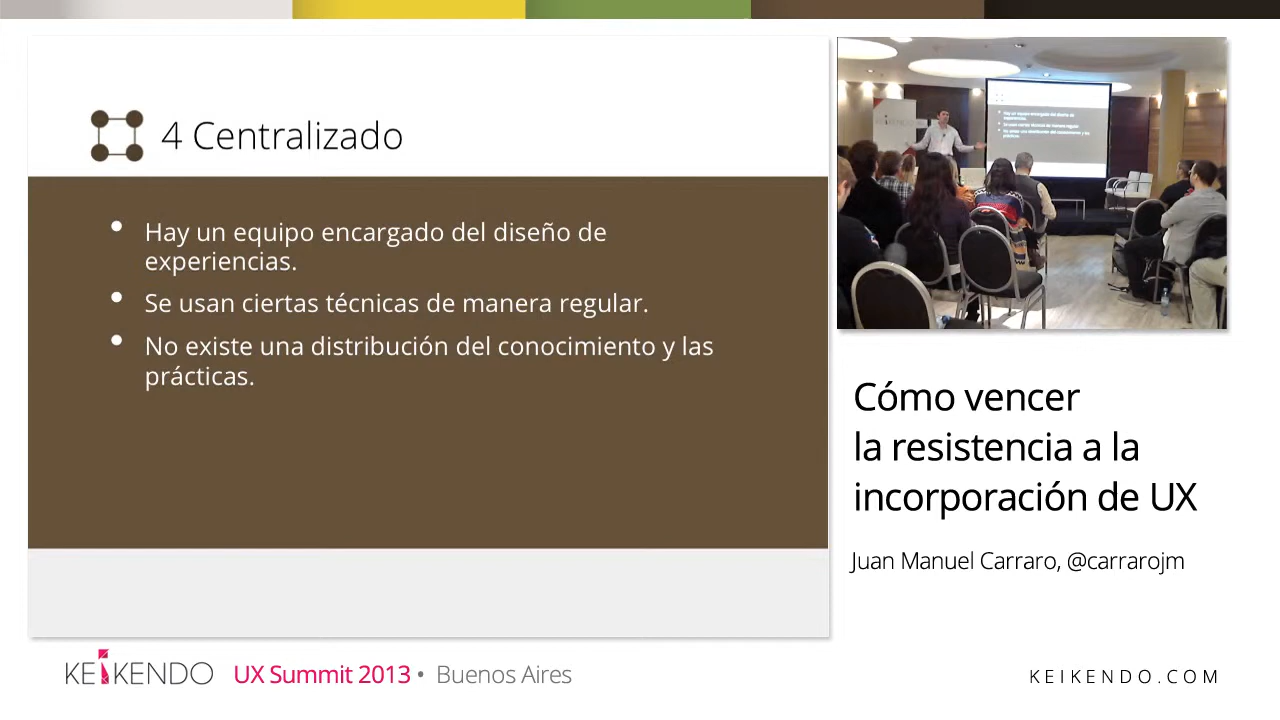 4 Centralizado
• Hay un equipo encargado del diseño de
experiencias.
• Se usan ciertas técnicas de manera regular.
• No existe una distribución del conocimiento y las
prácticas.
Cómo vencer
la resistencia a la
incorporación de UX
Juan Manuel Carraro, @carrarojm
KEIKENDO UX Summit 2013 • Buenos Aires
KEIKENDO.COM